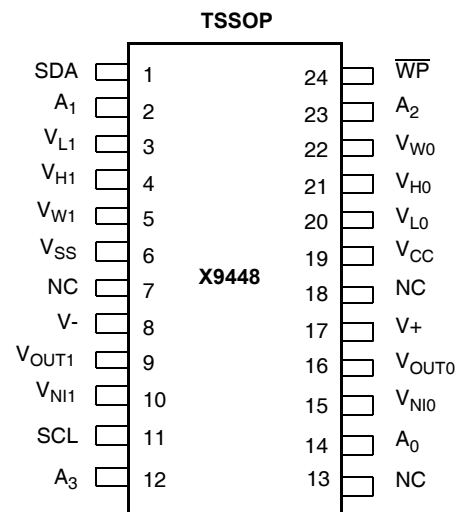 TSSOP
SDA 1 24 W̅P̅
A1 2 23 A2
VL1 3 22 VW0
VH1 4 21 VH0
VW1 5 20 VL0
VSS 6 19 VCC
X9448
NC 7 18 NC
V- 8 17 V+
VOUT1 9 16 VOUT0
VNI1 10 15 VNI0
SCL 11 14 A0
A3 12 13 NC